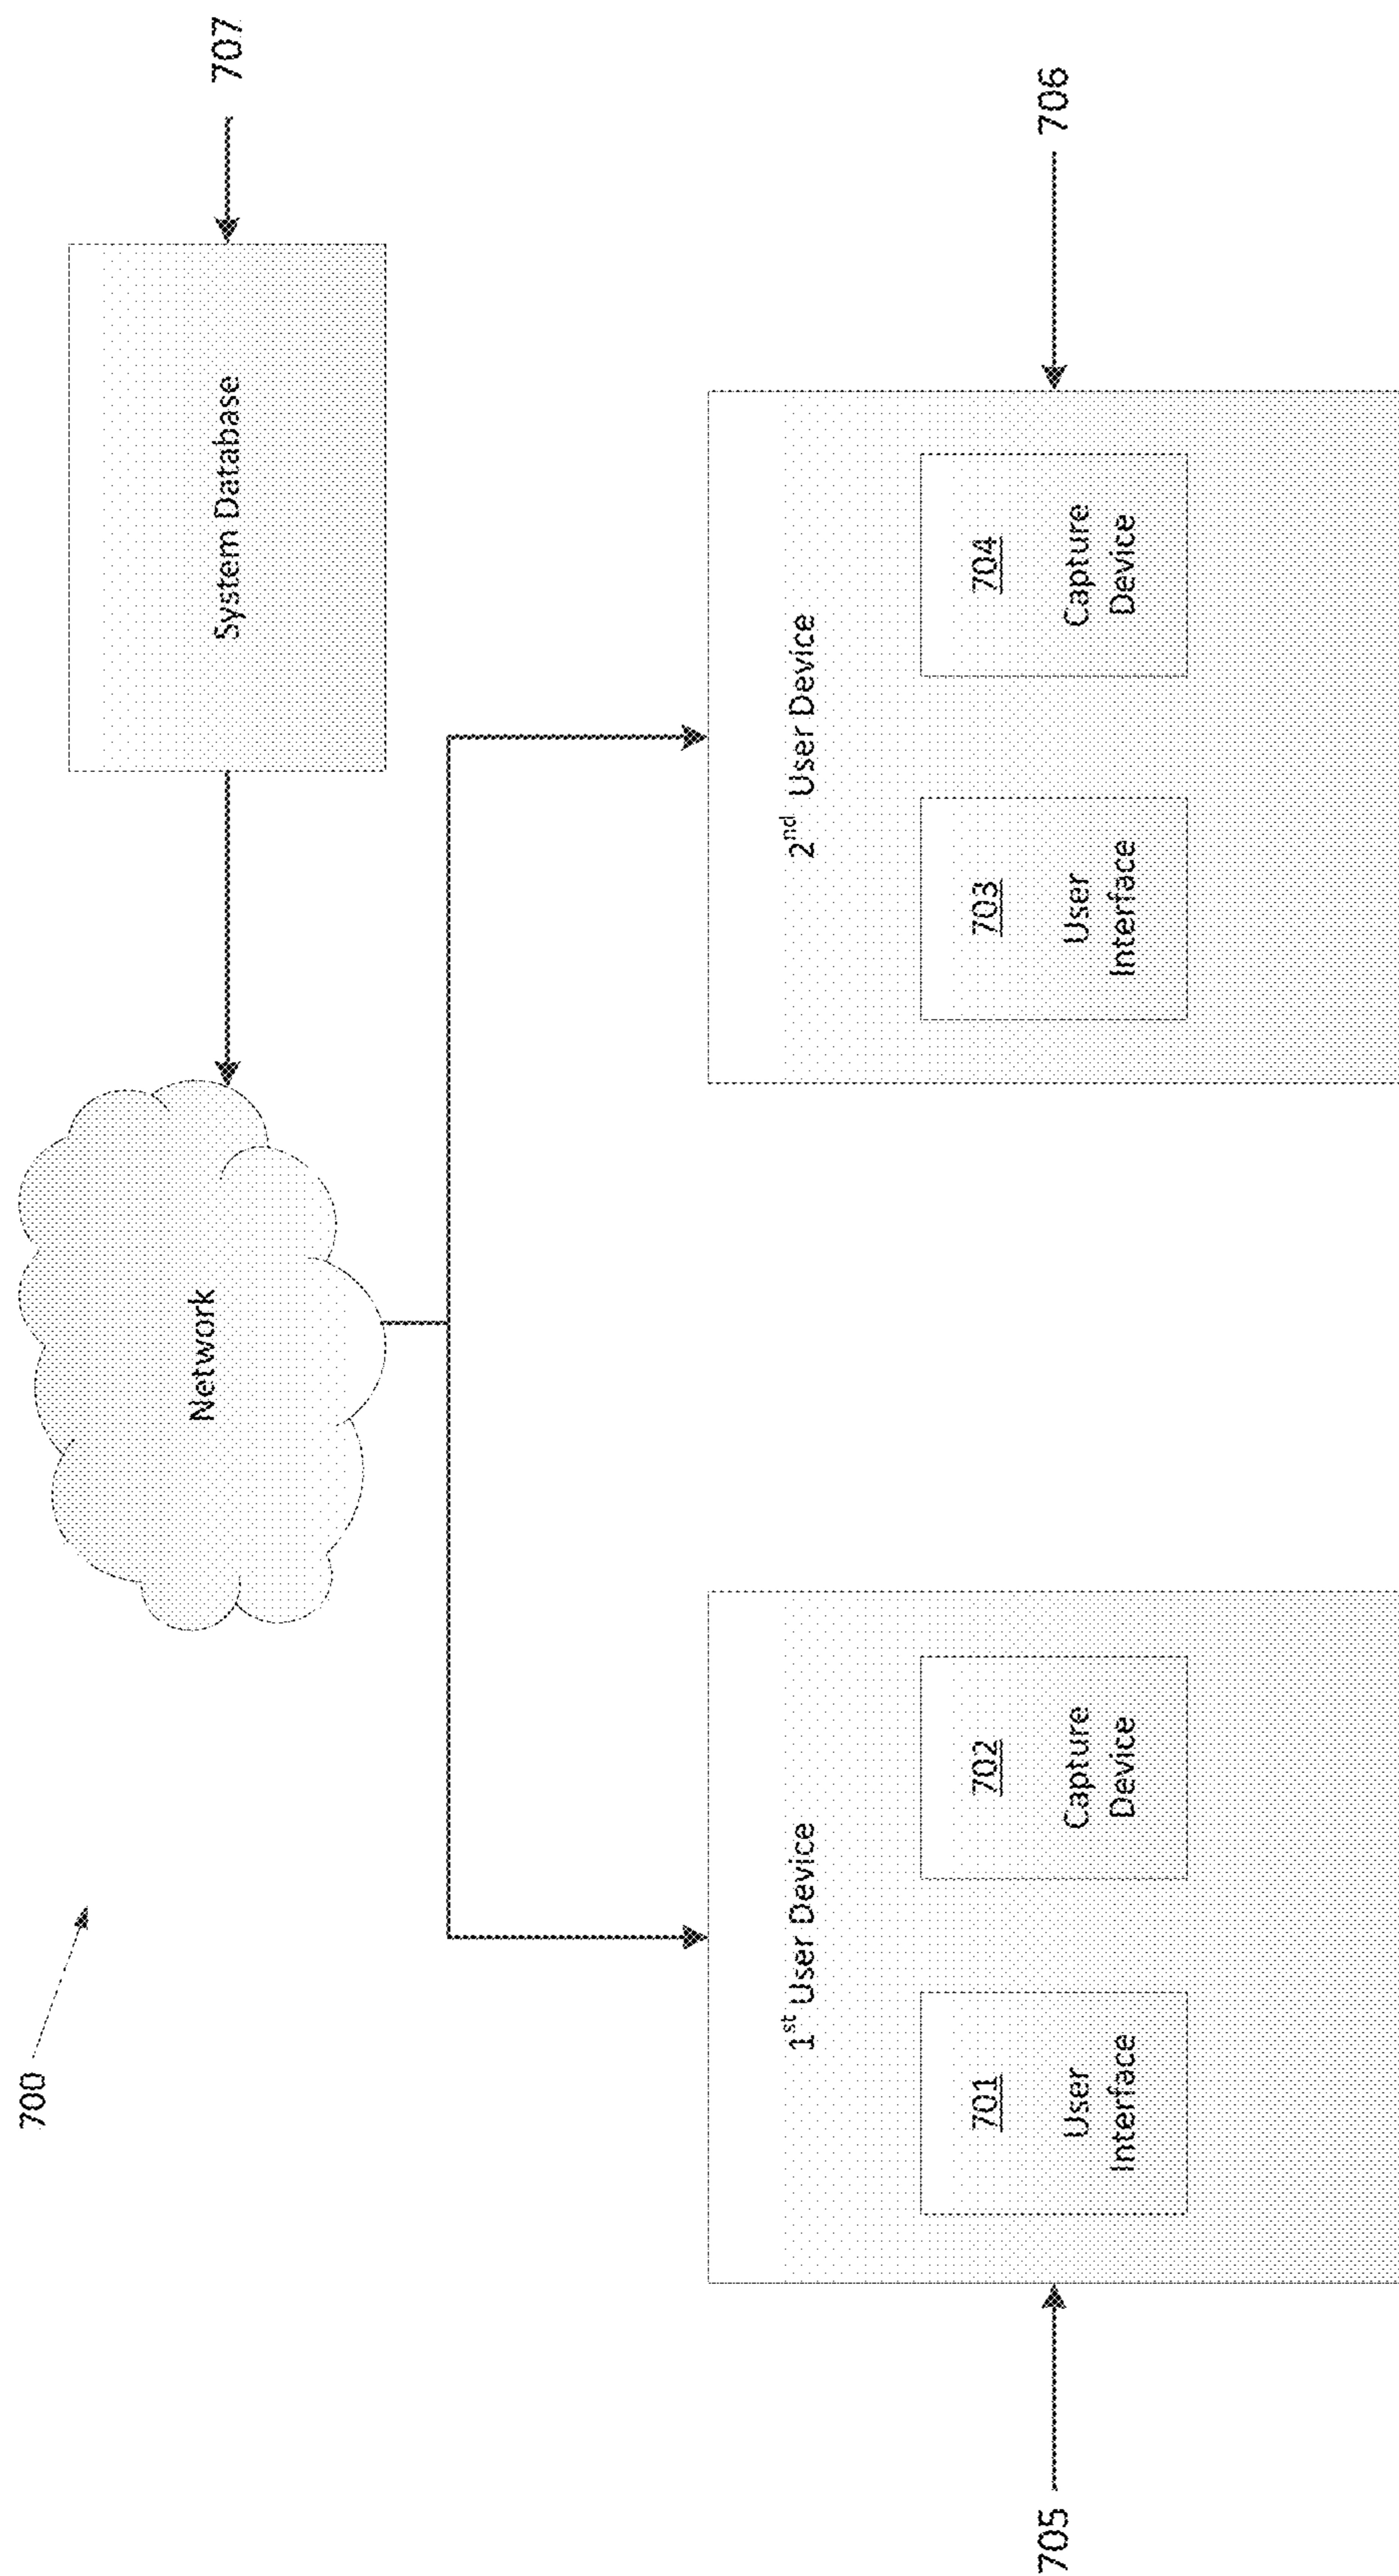 700
Network
System Database
707
1st User Device
701
User
Interface
702
Capture
Device
705
2nd User Device
703
User
Interface
704
Capture
Device
706